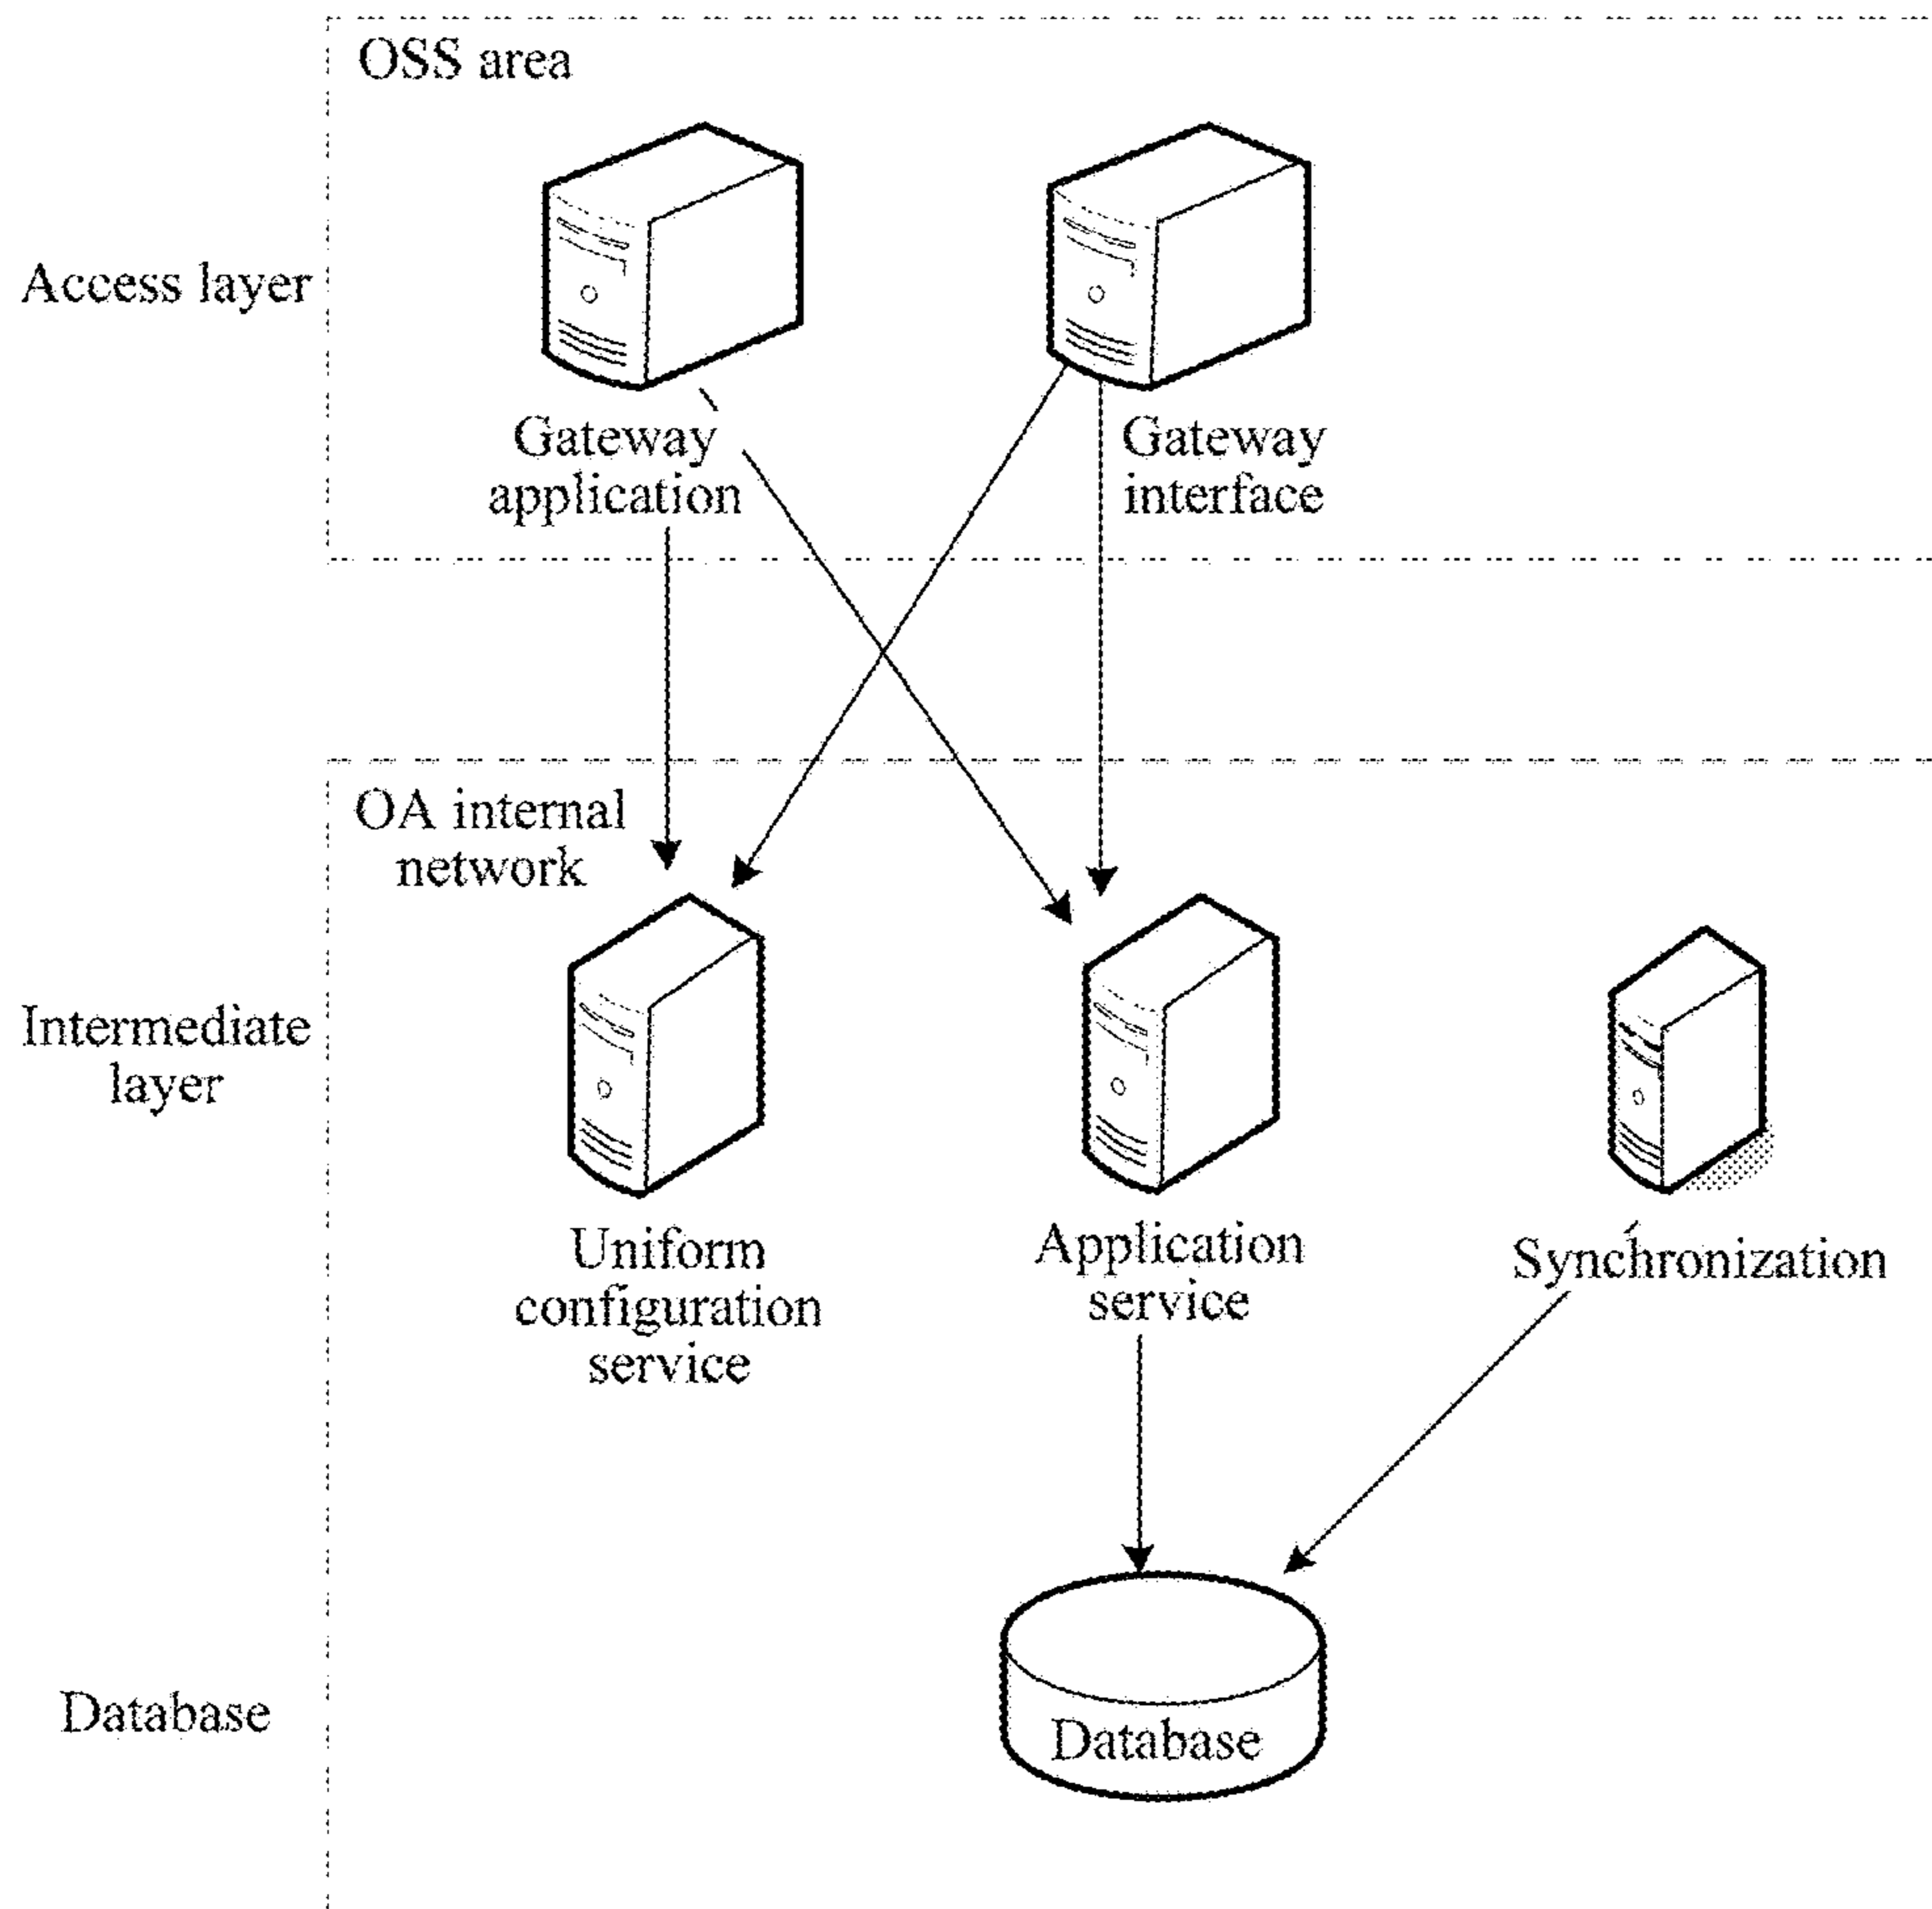 OSS area
Access layer
Gateway
application
Gateway
interface
OA internal
network
Intermediate
layer
Uniform
configuration
service
Application
service
Synchronization
Database
Database